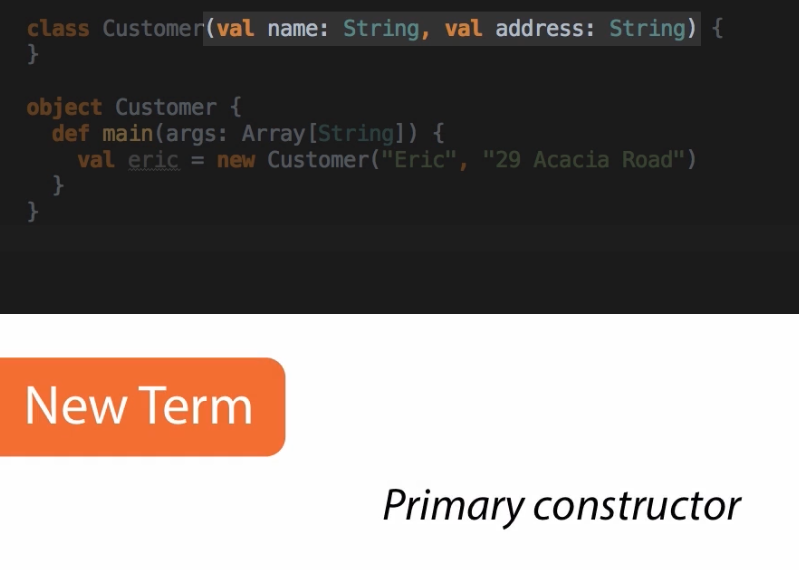 class Customer(val name: String, val address: String) {
}
object Customer {
  def main(args: Array[String]) {
    val eric = new Customer("Eric", "29 Acacia Road")
  }
}
New Term
Primary constructor